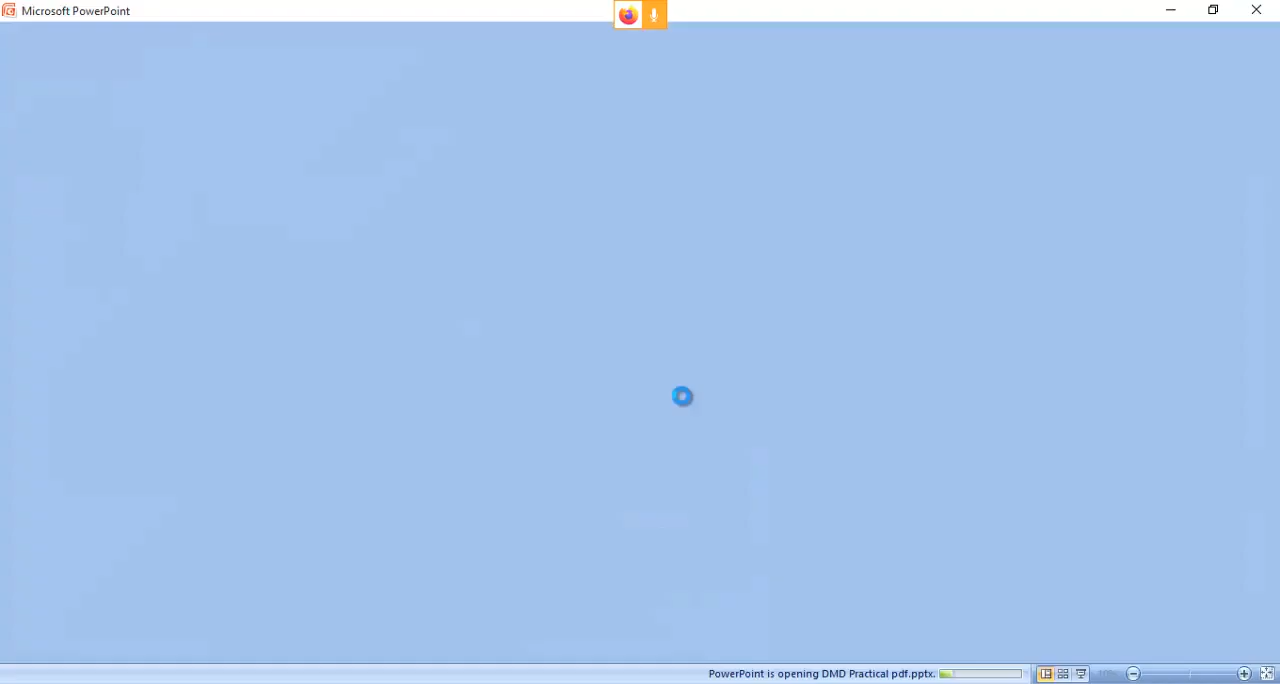 Microsoft PowerPoint
PowerPoint is opening DMD Practical pdf.pptx.